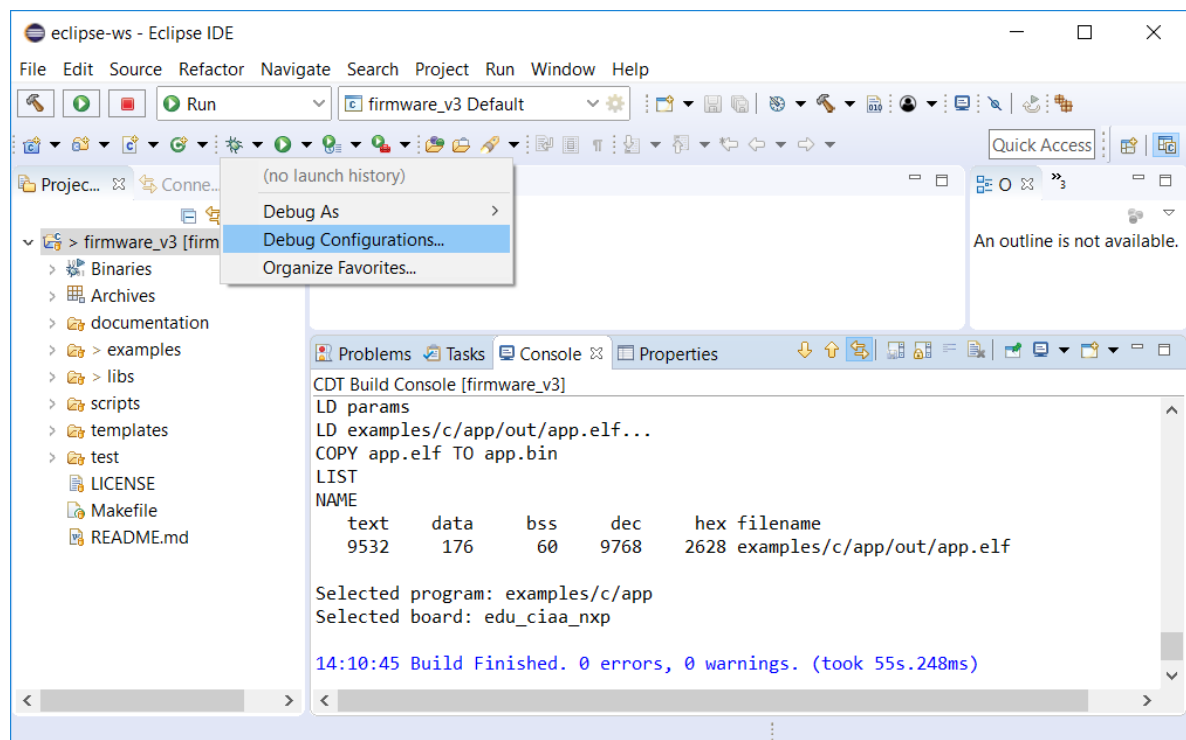 eclipse-ws - Eclipse IDE
File Edit Source Refactor Navigate Search Project Run Window Help
Run
firmware_v3 Default
Quick Access
Projec...
Conne...
(no launch history)
Debug As
Debug Configurations...
Organize Favorites...
> firmware_v3 [firm
Binaries
Archives
documentation
> examples
> libs
scripts
templates
test
LICENSE
Makefile
README.md
O
3
An outline is not available.
Problems Tasks Console Properties
CDT Build Console [firmware_v3]
LD params
LD examples/c/app/out/app.elf...
COPY app.elf TO app.bin
LIST
NAME
text data bss dec hex filename
9532 176 60 9768 2628 examples/c/app/out/app.elf
Selected program: examples/c/app
Selected board: edu_ciaa_nxp
14:10:45 Build Finished. 0 errors, 0 warnings. (took 55s.248ms)